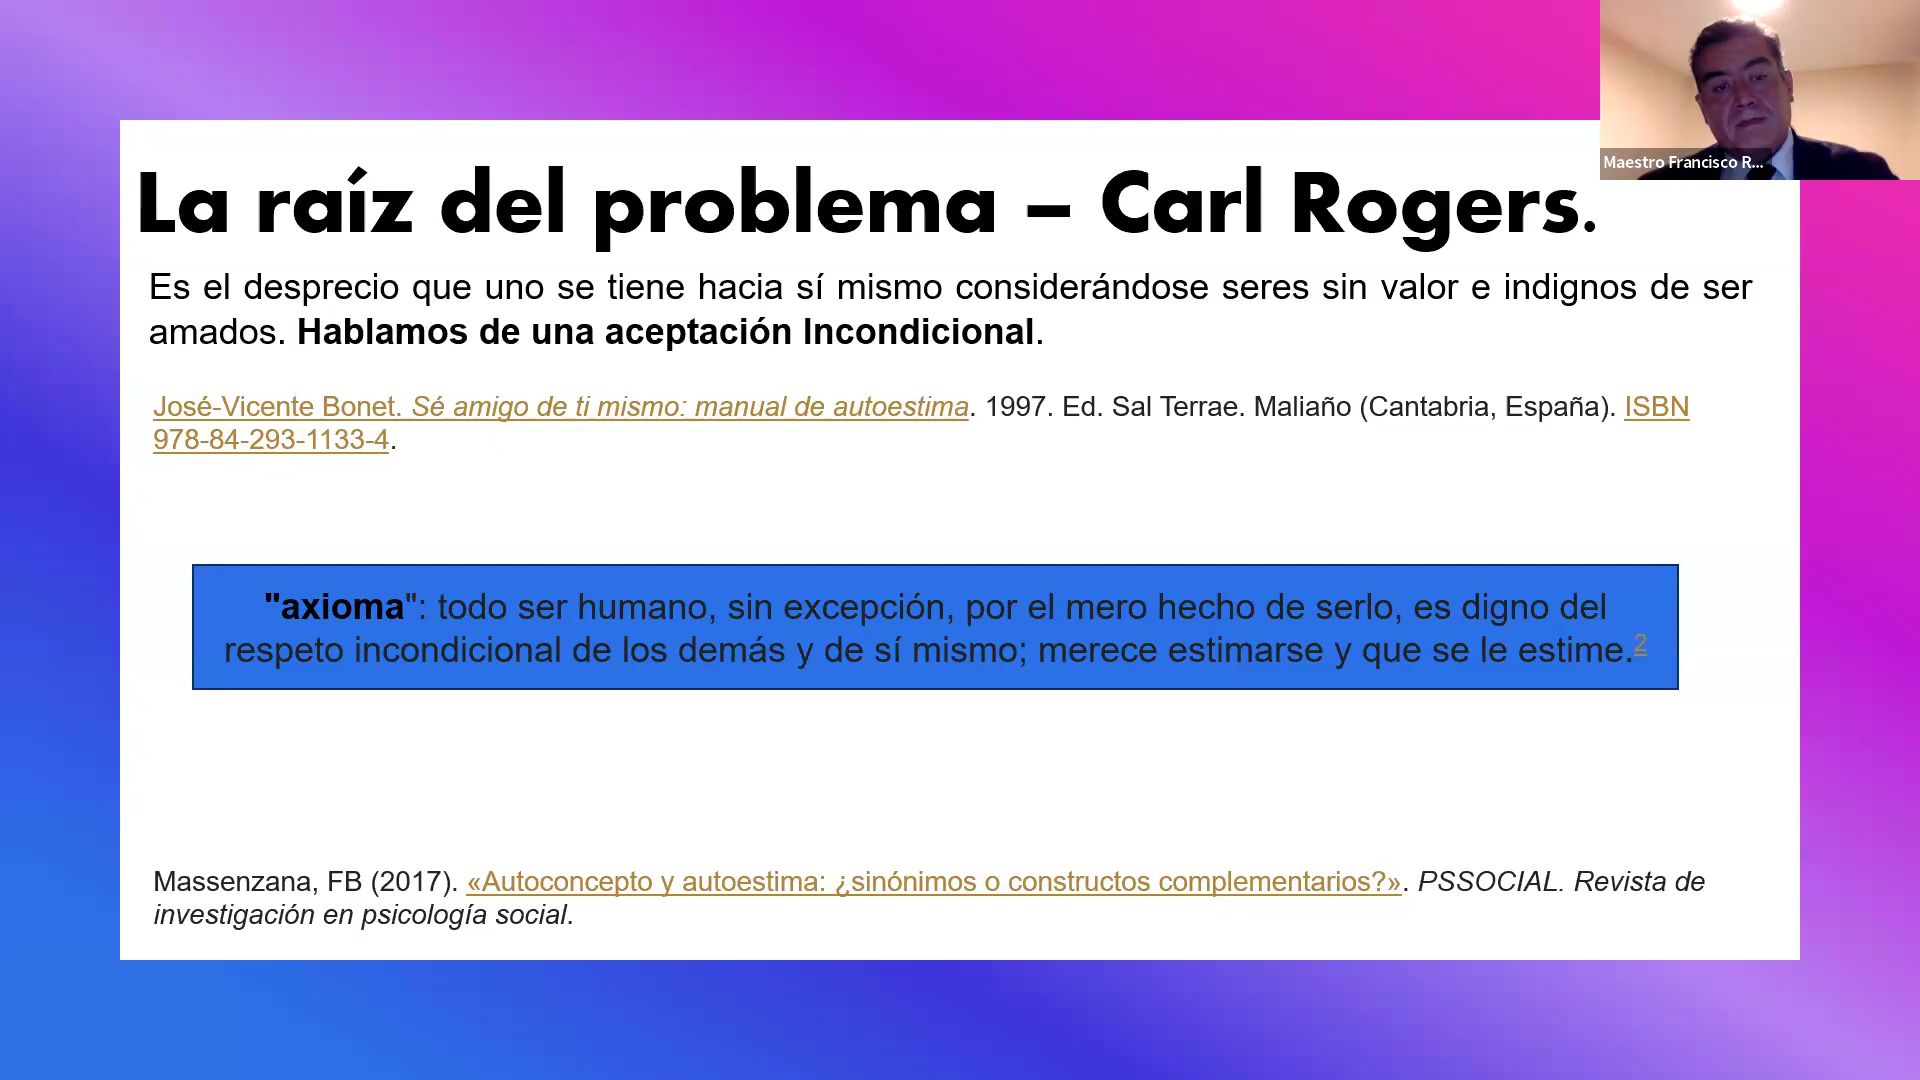 La raíz del problema – Carl Rogers.
Maestro Francisco R...
Es el desprecio que uno se tiene hacia sí mismo considerándose seres sin valor e indignos de ser
amados. Hablamos de una aceptación Incondicional.
José-Vicente Bonet. Sé amigo de ti mismo: manual de autoestima. 1997. Ed. Sal Terrae. Maliaño (Cantabria, España). ISBN
978-84-293-1133-4.
"axioma": todo ser humano, sin excepción, por el mero hecho de serlo, es digno del
respeto incondicional de los demás y de sí mismo; merece estimarse y que se le estime.2
Massenzana, FB (2017). «Autoconcepto y autoestima: ¿sinónimos o constructos complementarios?». PSSOCIAL. Revista de
investigación en psicología social.